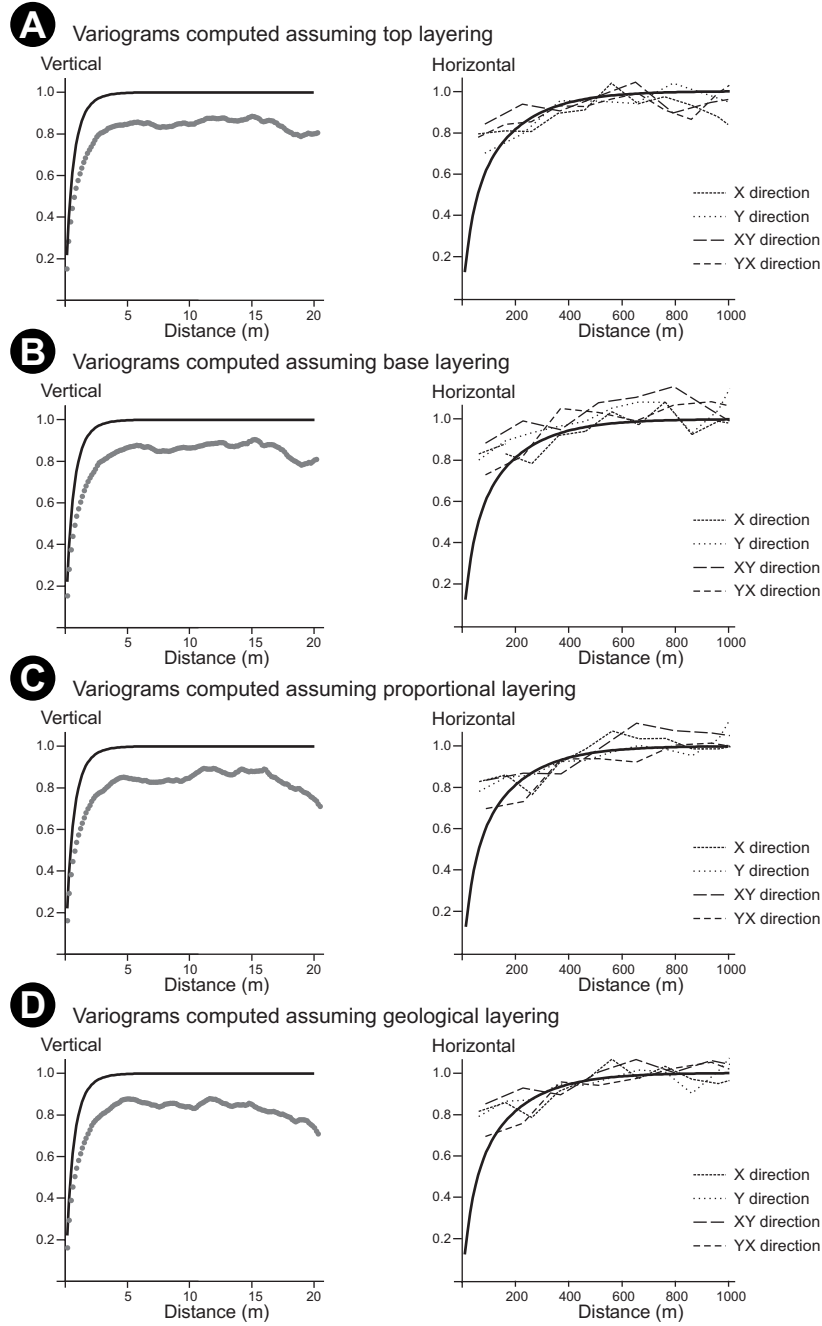 A Variograms computed assuming top layering
Vertical
1.0
0.8
0.6
0.4
0.2
5 10 15 20
Distance (m)
Horizontal
1.0
0.8
0.6
0.4
0.2
X direction
Y direction
XY direction
YX direction
200 400 600 800 1000
Distance (m)
B Variograms computed assuming base layering
Vertical
1.0
0.8
0.6
0.4
0.2
5 10 15 20
Distance (m)
Horizontal
1.0
0.8
0.6
0.4
0.2
X direction
Y direction
XY direction
YX direction
200 400 600 800 1000
Distance (m)
C Variograms computed assuming proportional layering
Vertical
1.0
0.8
0.6
0.4
0.2
5 10 15 20
Distance (m)
Horizontal
1.0
0.8
0.6
0.4
0.2
X direction
Y direction
XY direction
YX direction
200 400 600 800 1000
Distance (m)
D Variograms computed assuming geological layering
Vertical
1.0
0.8
0.6
0.4
0.2
5 10 15 20
Distance (m)
Horizontal
1.0
0.8
0.6
0.4
0.2
X direction
Y direction
XY direction
YX direction
200 400 600 800 1000
Distance (m)